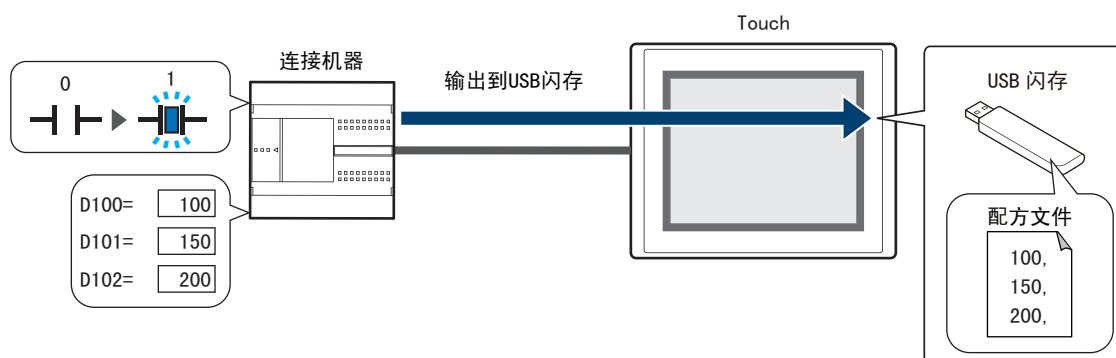 Touch
连接机器
0 1
输出到USB闪存
USB 闪存
D100= 100
D101= 150
D102= 200
配方文件
100,
150,
200,